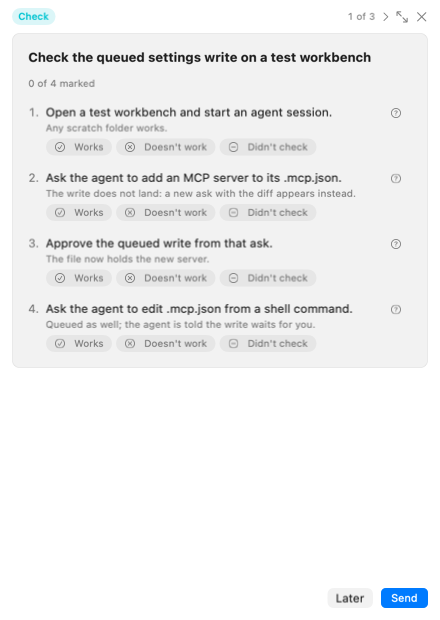 Check
1 of 3
Check the queued settings write on a test workbench
0 of 4 marked
1. Open a test workbench and start an agent session.
Any scratch folder works.
Works Doesn't work Didn't check
2. Ask the agent to add an MCP server to its .mcp.json.
The write does not land: a new ask with the diff appears instead.
Works Doesn't work Didn't check
3. Approve the queued write from that ask.
The file now holds the new server.
Works Doesn't work Didn't check
4. Ask the agent to edit .mcp.json from a shell command.
Queued as well; the agent is told the write waits for you.
Works Doesn't work Didn't check
Later Send